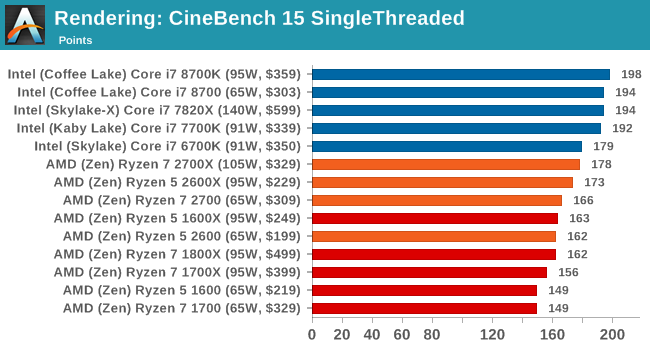 Rendering: CineBench 15 SingleThreaded
Points
Intel (Coffee Lake) Core i7 8700K (95W, $359) 198
Intel (Coffee Lake) Core i7 8700 (65W, $303) 194
Intel (Skylake-X) Core i7 7820X (140W, $599) 194
Intel (Kaby Lake) Core i7 7700K (91W, $339) 192
Intel (Skylake) Core i7 6700K (91W, $350) 179
AMD (Zen) Ryzen 7 2700X (105W, $329) 178
AMD (Zen) Ryzen 5 2600X (95W, $229) 173
AMD (Zen) Ryzen 7 2700 (65W, $309) 166
AMD (Zen) Ryzen 5 1600X (95W, $249) 163
AMD (Zen) Ryzen 5 2600 (65W, $199) 162
AMD (Zen) Ryzen 7 1800X (95W, $499) 162
AMD (Zen) Ryzen 7 1700X (95W, $399) 156
AMD (Zen) Ryzen 5 1600 (65W, $219) 149
AMD (Zen) Ryzen 7 1700 (65W, $329) 149
0 20 40 60 80 120 160 200